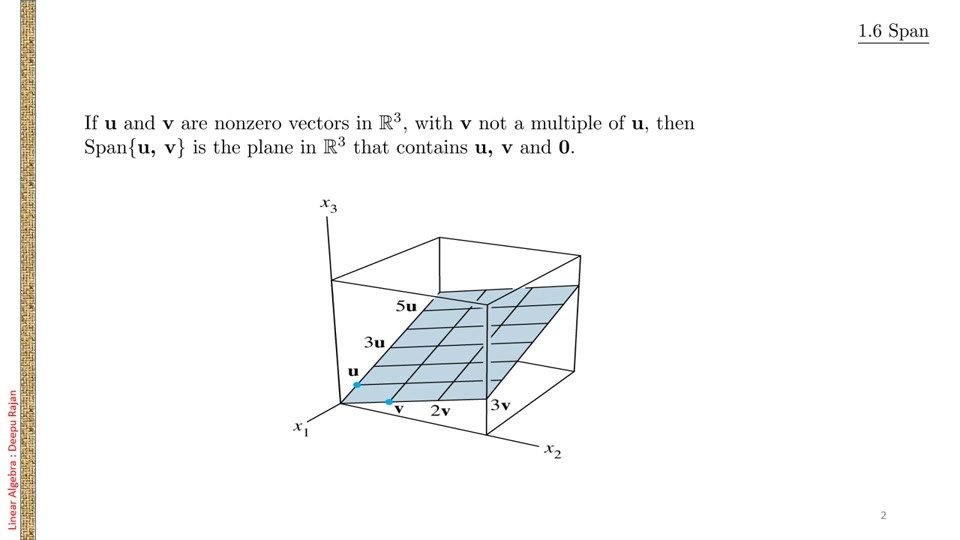 1.6 Span
If u and v are nonzero vectors in ℝ³, with v not a multiple of u, then
Span{u, v} is the plane in ℝ³ that contains u, v and 0.
x₃
5u
3u
u
v
2v
3v
x₁
x₂
Linear Algebra : Deepu Rajan
2